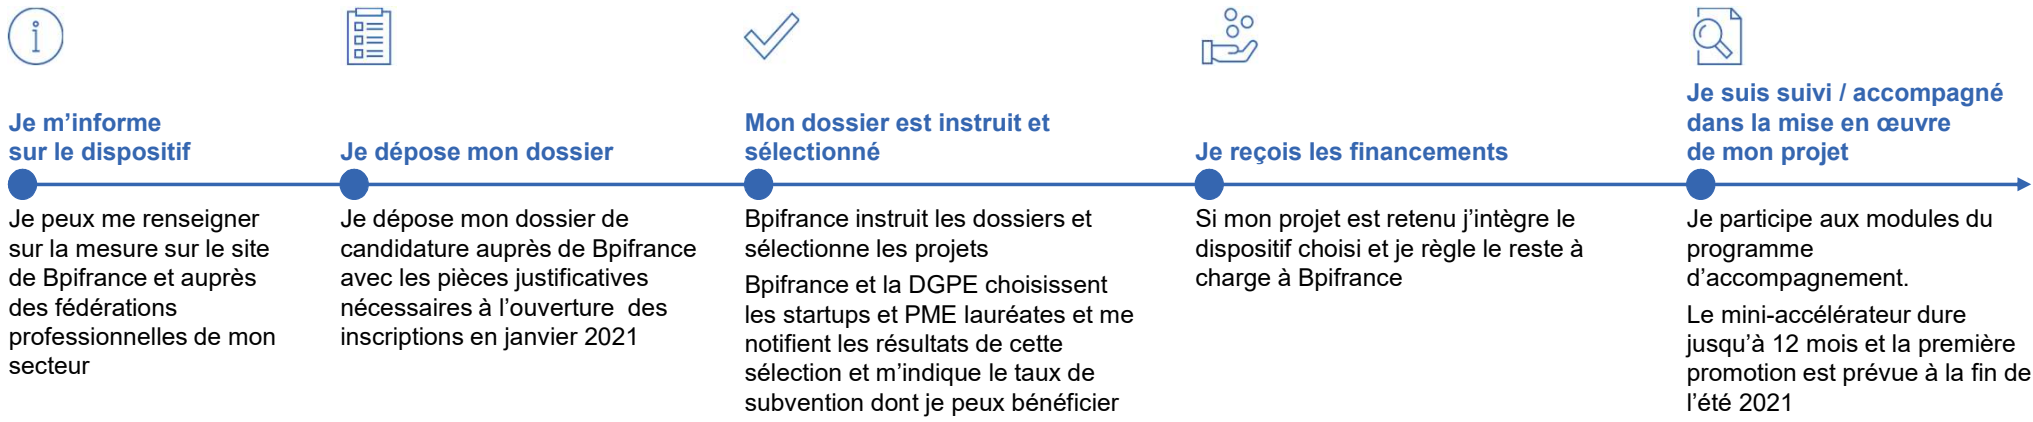 Je m’informe
sur le dispositif
Je peux me renseigner
sur la mesure sur le site
de Bpifrance et auprès
des fédérations
professionnelles de mon
secteur
Je dépose mon dossier
Je dépose mon dossier de
candidature auprès de Bpifrance
avec les pièces justificatives
nécessaires à l’ouverture  des
inscriptions en janvier 2021
Mon dossier est instruit et
sélectionné
Bpifrance instruit les dossiers et
sélectionne les projets
Bpifrance et la DGPE choisissent
les startups et PME lauréates et me
notifient les résultats de cette
sélection et m’indique le taux de
subvention dont je peux bénéficier
Je reçois les financements
Si mon projet est retenu j’intègre le
dispositif choisi et je règle le reste à
charge à Bpifrance
Je suis suivi / accompagné
dans la mise en œuvre
de mon projet
Je participe aux modules du
programme
d’accompagnement.
Le mini-accélérateur dure
jusqu’à 12 mois et la première
promotion est prévue à la fin de
l’été 2021